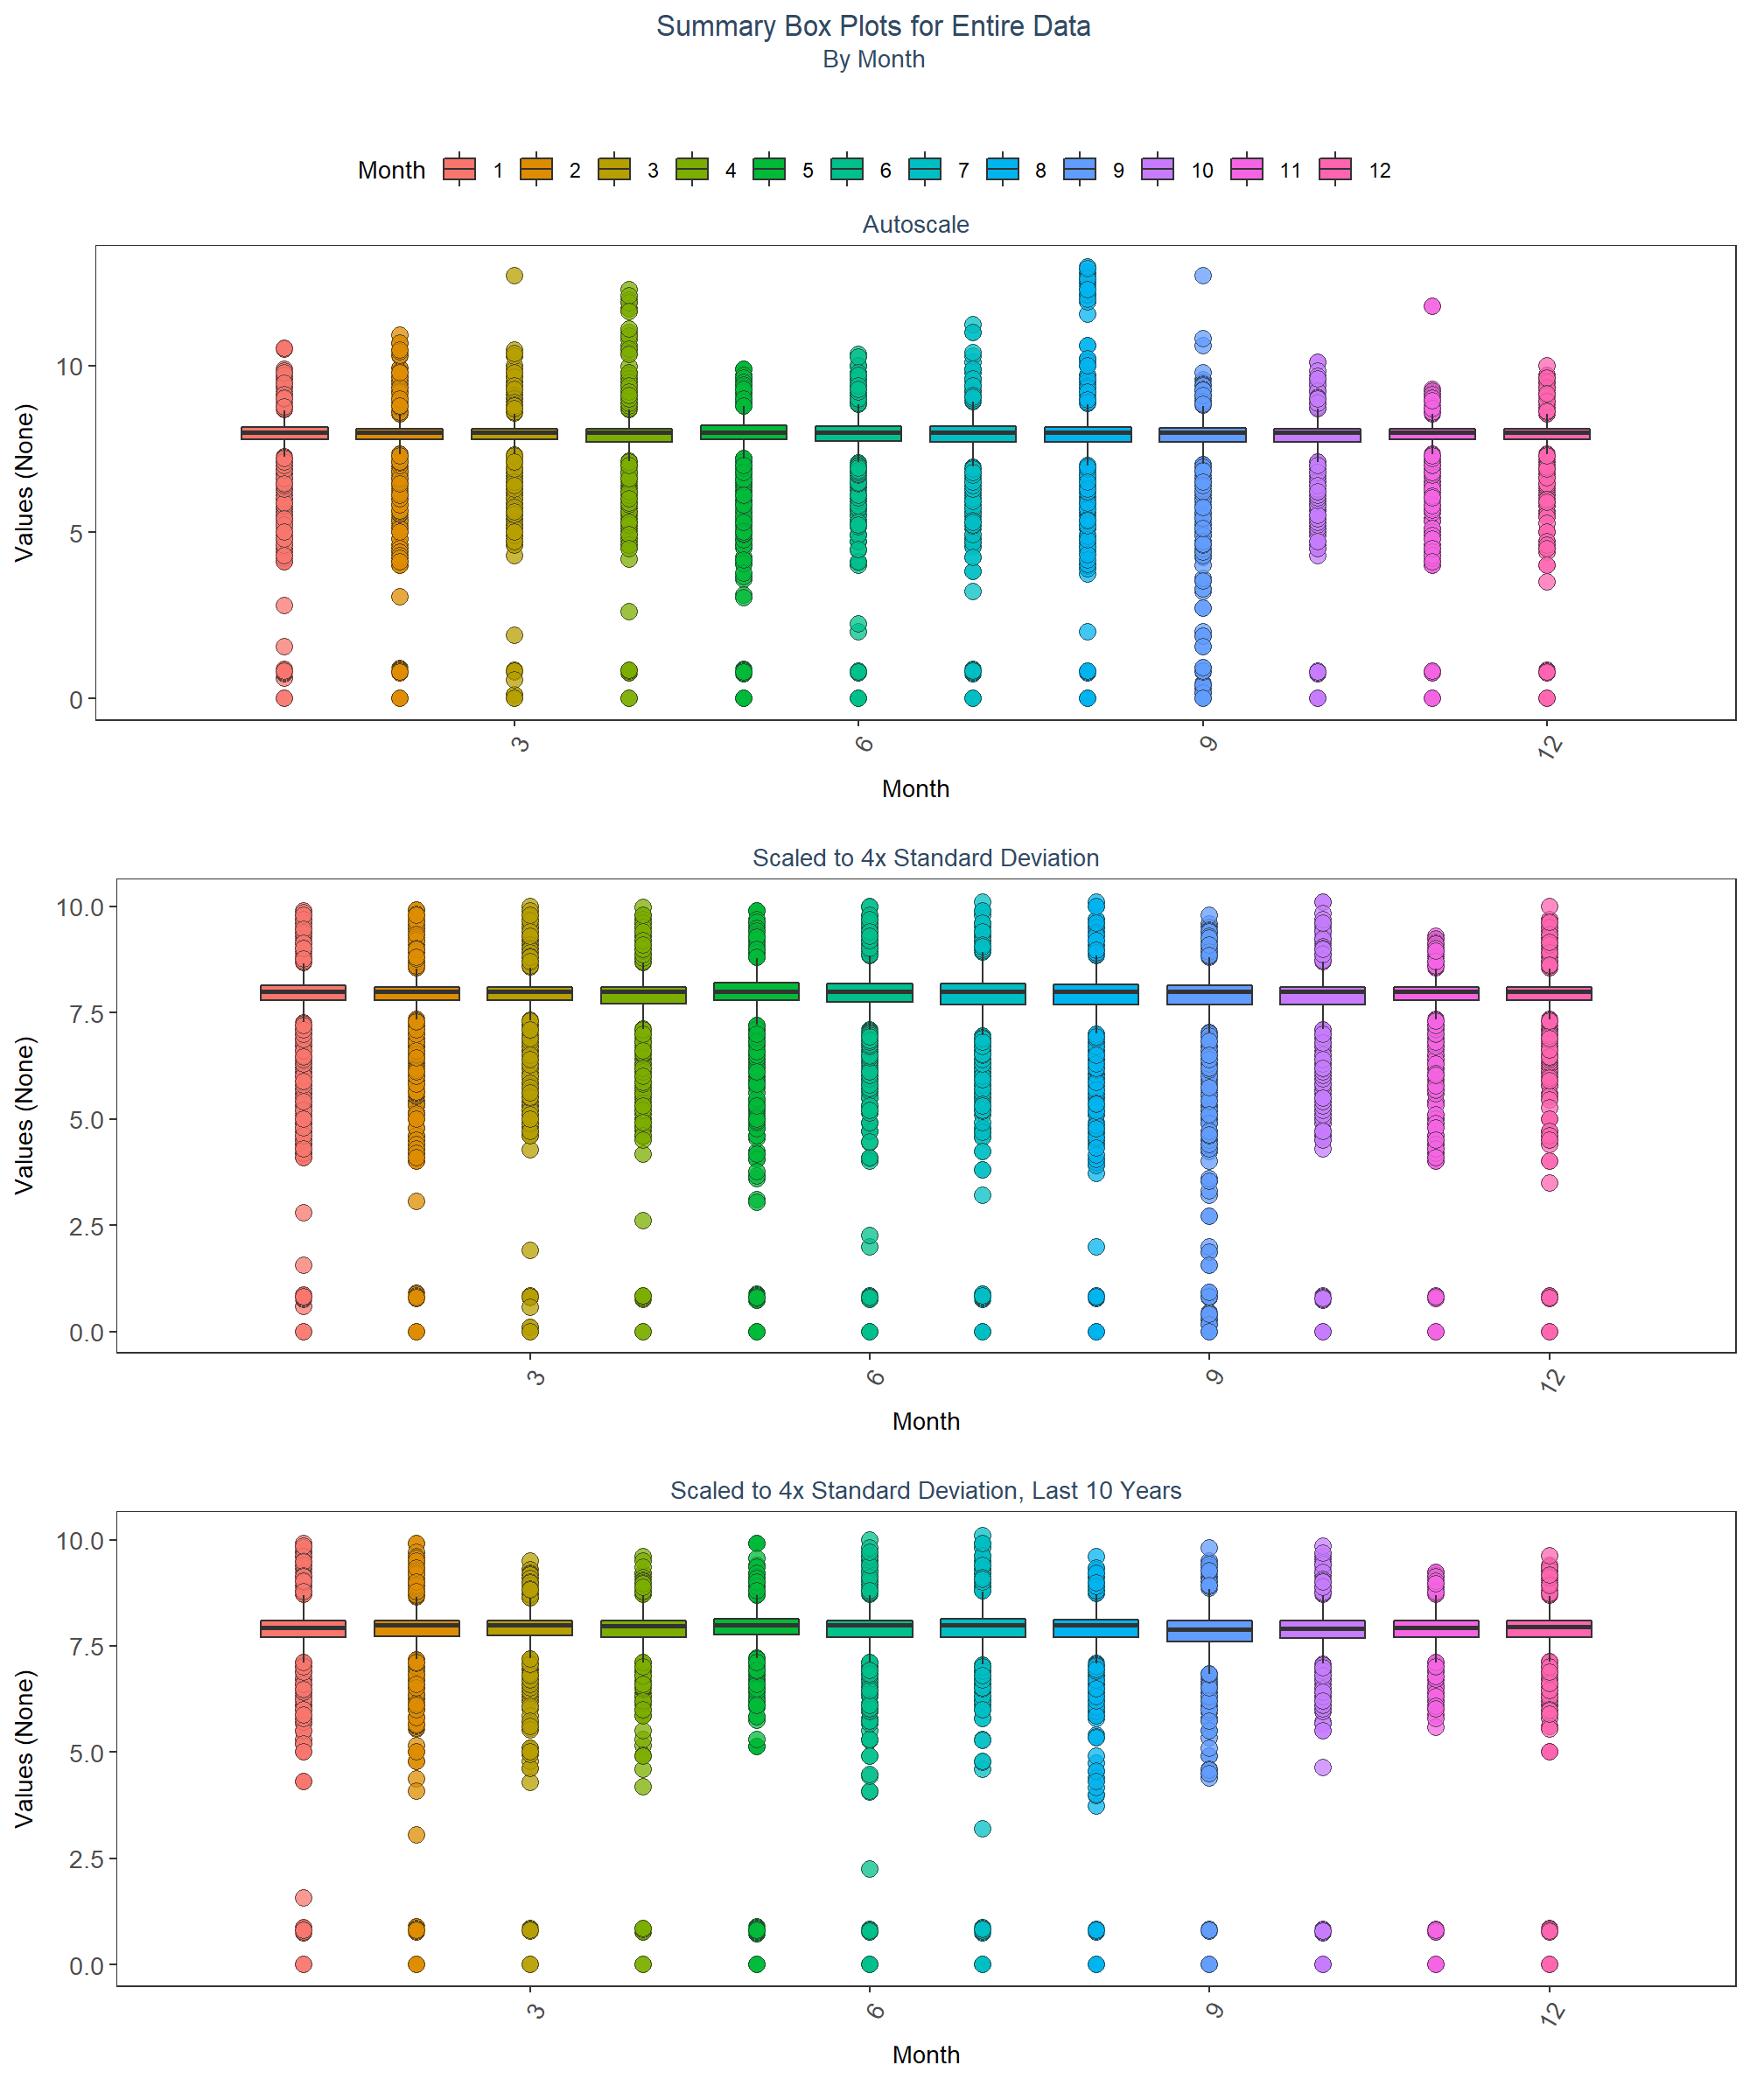 Summary Box Plots for Entire Data
By Month
Month 1 2 3 4 5 6 7 8 9 10 11 12
Autoscale
Values (None)
10
5
0
3 6 9 12
Month
Scaled to 4x Standard Deviation
Values (None)
10.0
7.5
5.0
2.5
0.0
3 6 9 12
Month
Scaled to 4x Standard Deviation, Last 10 Years
Values (None)
10.0
7.5
5.0
2.5
0.0
3 6 9 12
Month